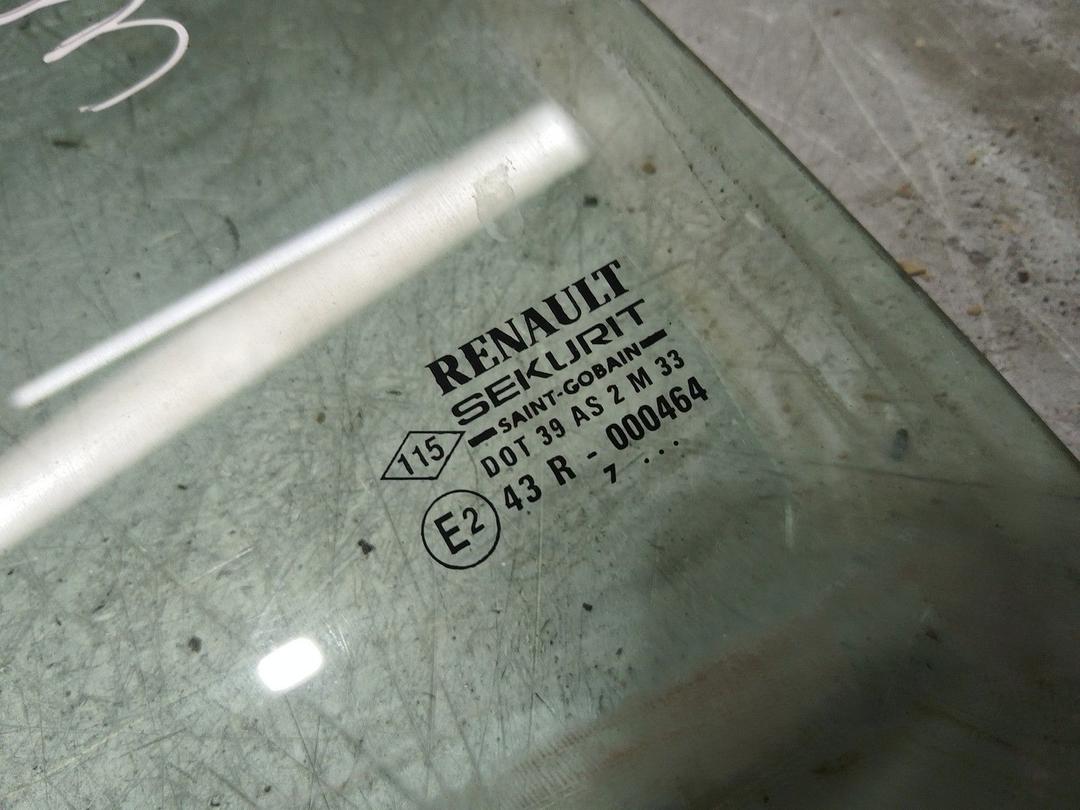 RENAULT
SEKURIT
SAINT-GOBAIN
115 DOT 39 AS 2 M 33
E2 43 R - 000464
7 ...